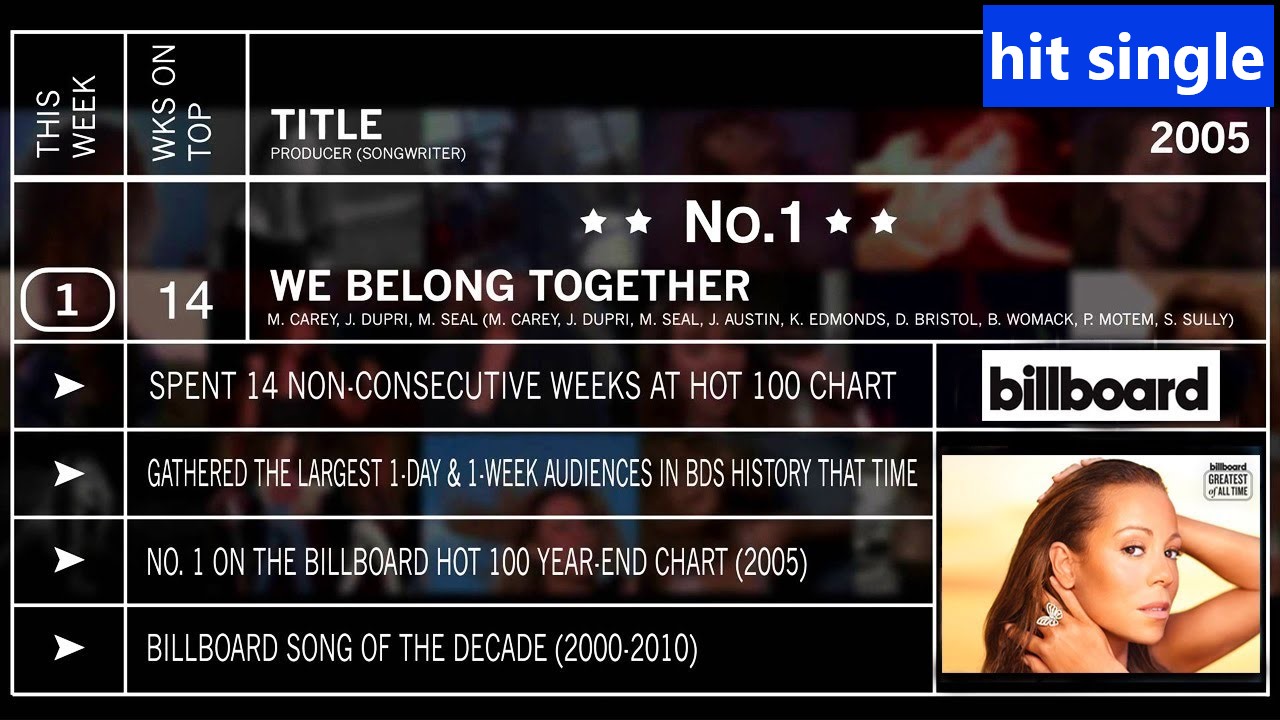 hit single
THIS
WEEK
WKS ON
TOP
TITLE
PRODUCER (SONGWRITER)
2005
No.1
1
14
WE BELONG TOGETHER
M. CAREY, J. DUPRI, M. SEAL (M. CAREY, J. DUPRI, M. SEAL, J. AUSTIN, K. EDMONDS, D. BRISTOL, B. WOMACK, P. MOTEM, S. SULLY)
SPENT 14 NON-CONSECUTIVE WEEKS AT HOT 100 CHART
billboard
GATHERED THE LARGEST 1-DAY & 1-WEEK AUDIENCES IN BDS HISTORY THAT TIME
billboard
GREATEST
of ALL TIME
NO. 1 ON THE BILLBOARD HOT 100 YEAR-END CHART (2005)
BILLBOARD SONG OF THE DECADE (2000-2010)